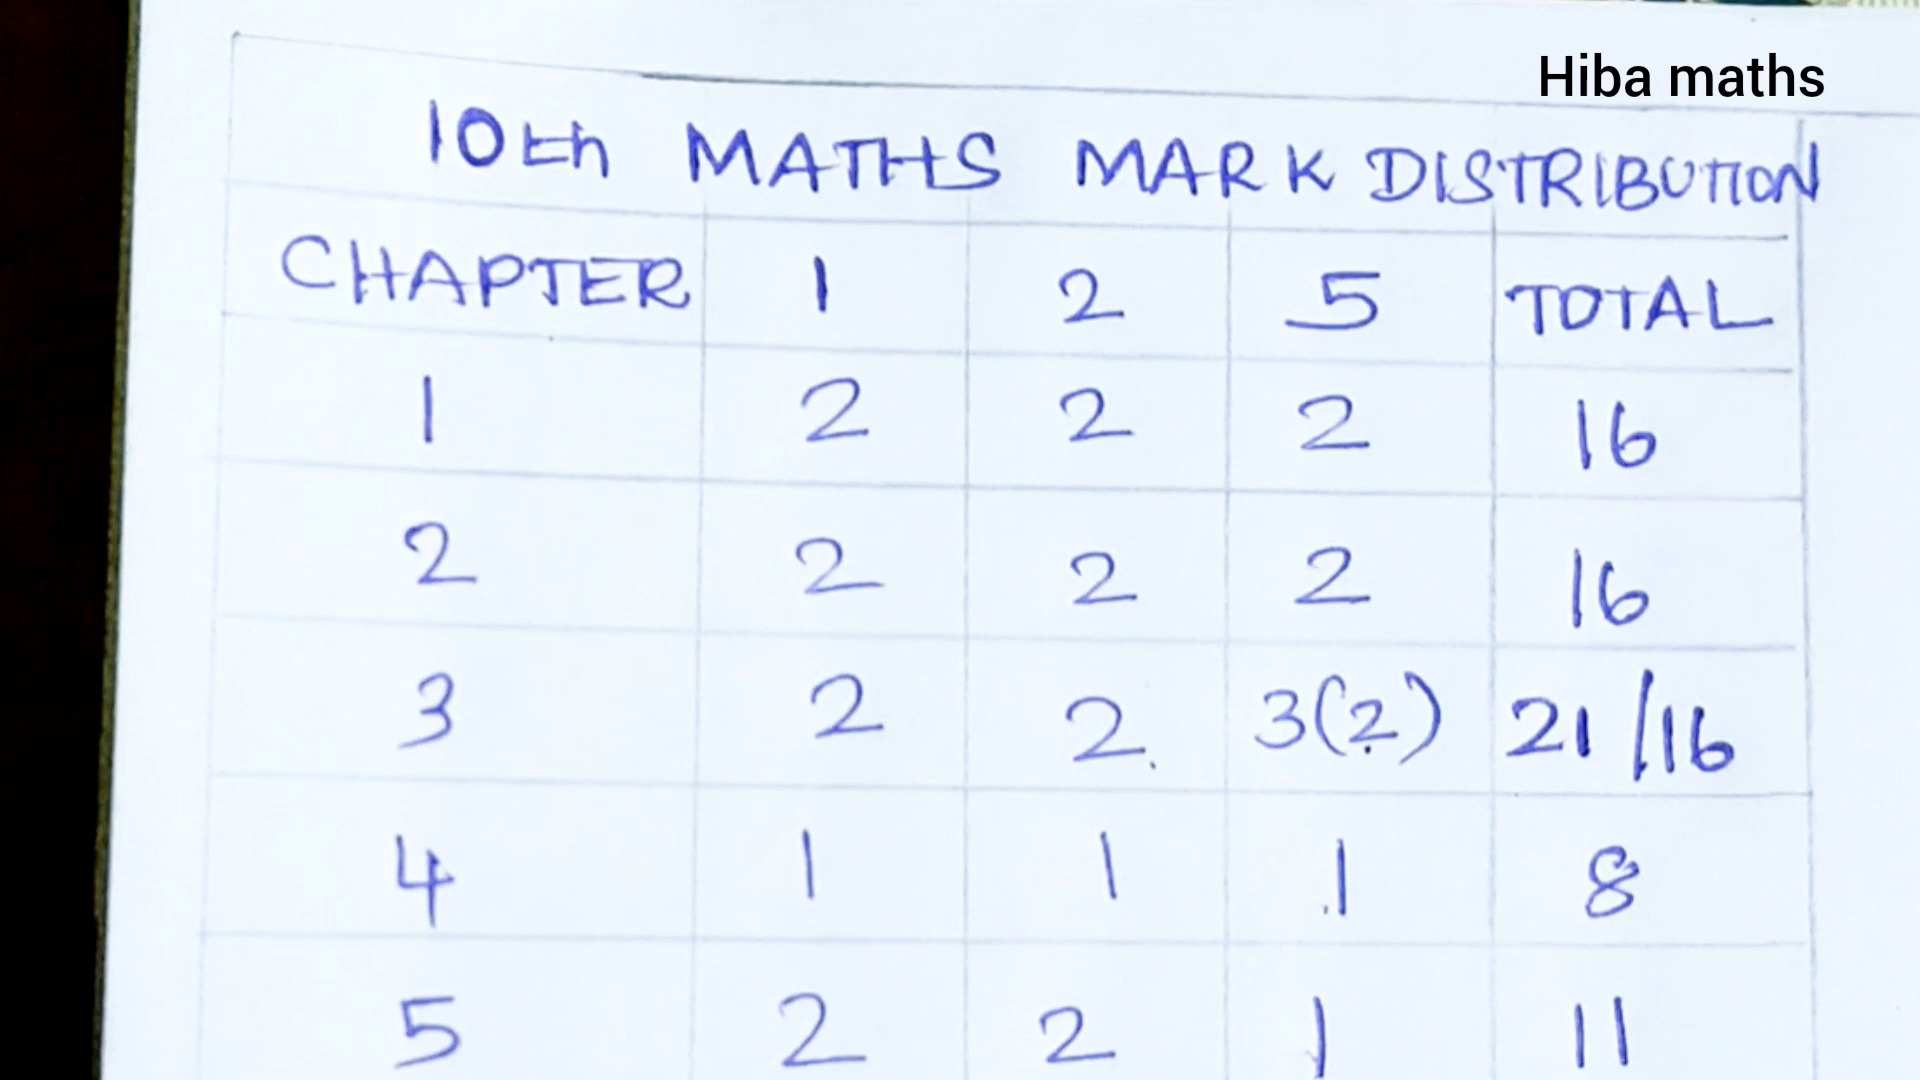 Hiba maths
10th MATHS MARK DISTRIBUTION
CHAPTER 1 2 5 TOTAL
1 2 2 2 16
2 2 2 2 16
3 2 2 3(2) 21/16
4 1 1 1 8
5 2 2 1 11